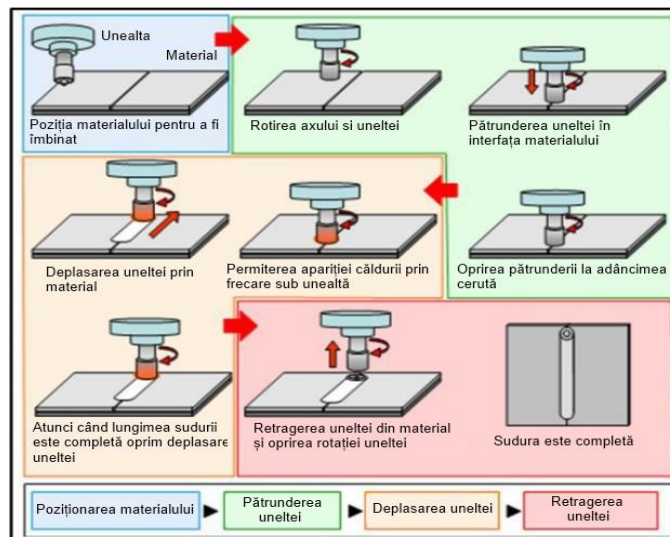 Unealta
Material
Poziția materialului pentru a fi
îmbinat
Rotirea axului si uneltei
Pătrunderea uneltei în
interfața materialului
Deplasarea uneltei prin
material
Permiterea apariției căldurii prin
frecare sub unealtă
Oprirea pătrunderii la adâncimea
cerută
Atunci când lungimea sudurii
este completă oprim deplasare
uneltei
Retragerea uneltei din material
și oprirea rotației uneltei
Sudura este completă
Poziționarea materialului
Pătrunderea
uneltei
Deplasarea uneltei
Retragerea
uneltei